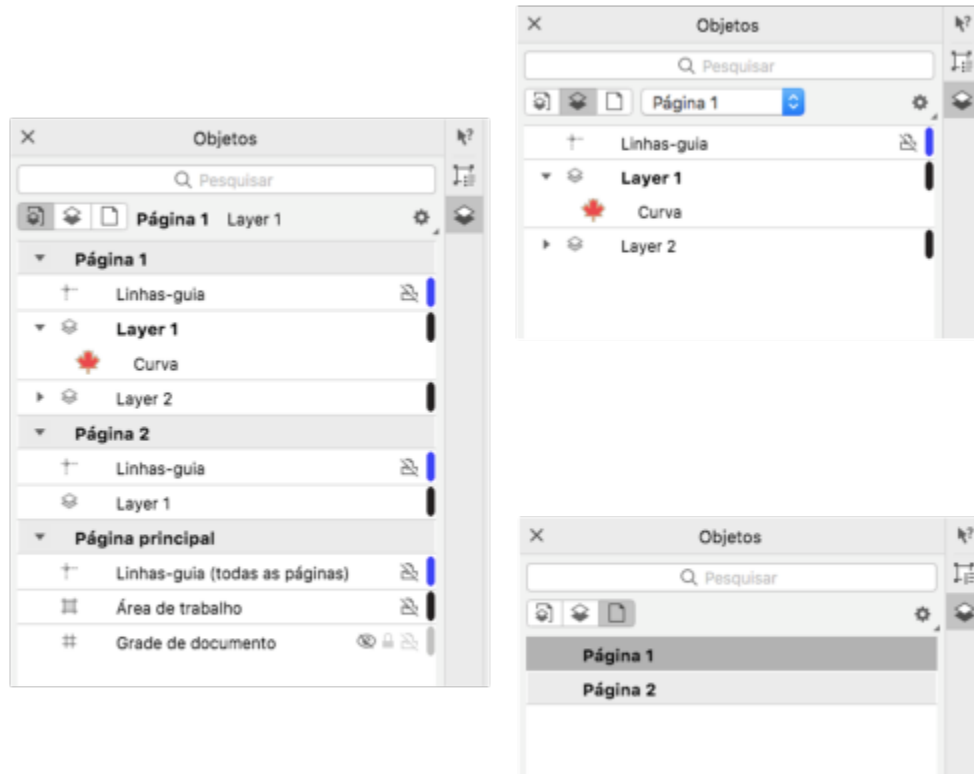 Objetos
Pesquisar
Página 1 Layer 1
Página 1
Linhas-guia
Layer 1
Curva
Layer 2
Página 2
Linhas-guia
Layer 1
Página principal
Linhas-guia (todas as páginas)
Área de trabalho
Grade de documento
Objetos
Pesquisar
Página 1
Linhas-guia
Layer 1
Curva
Layer 2
Objetos
Pesquisar
Página 1
Página 2